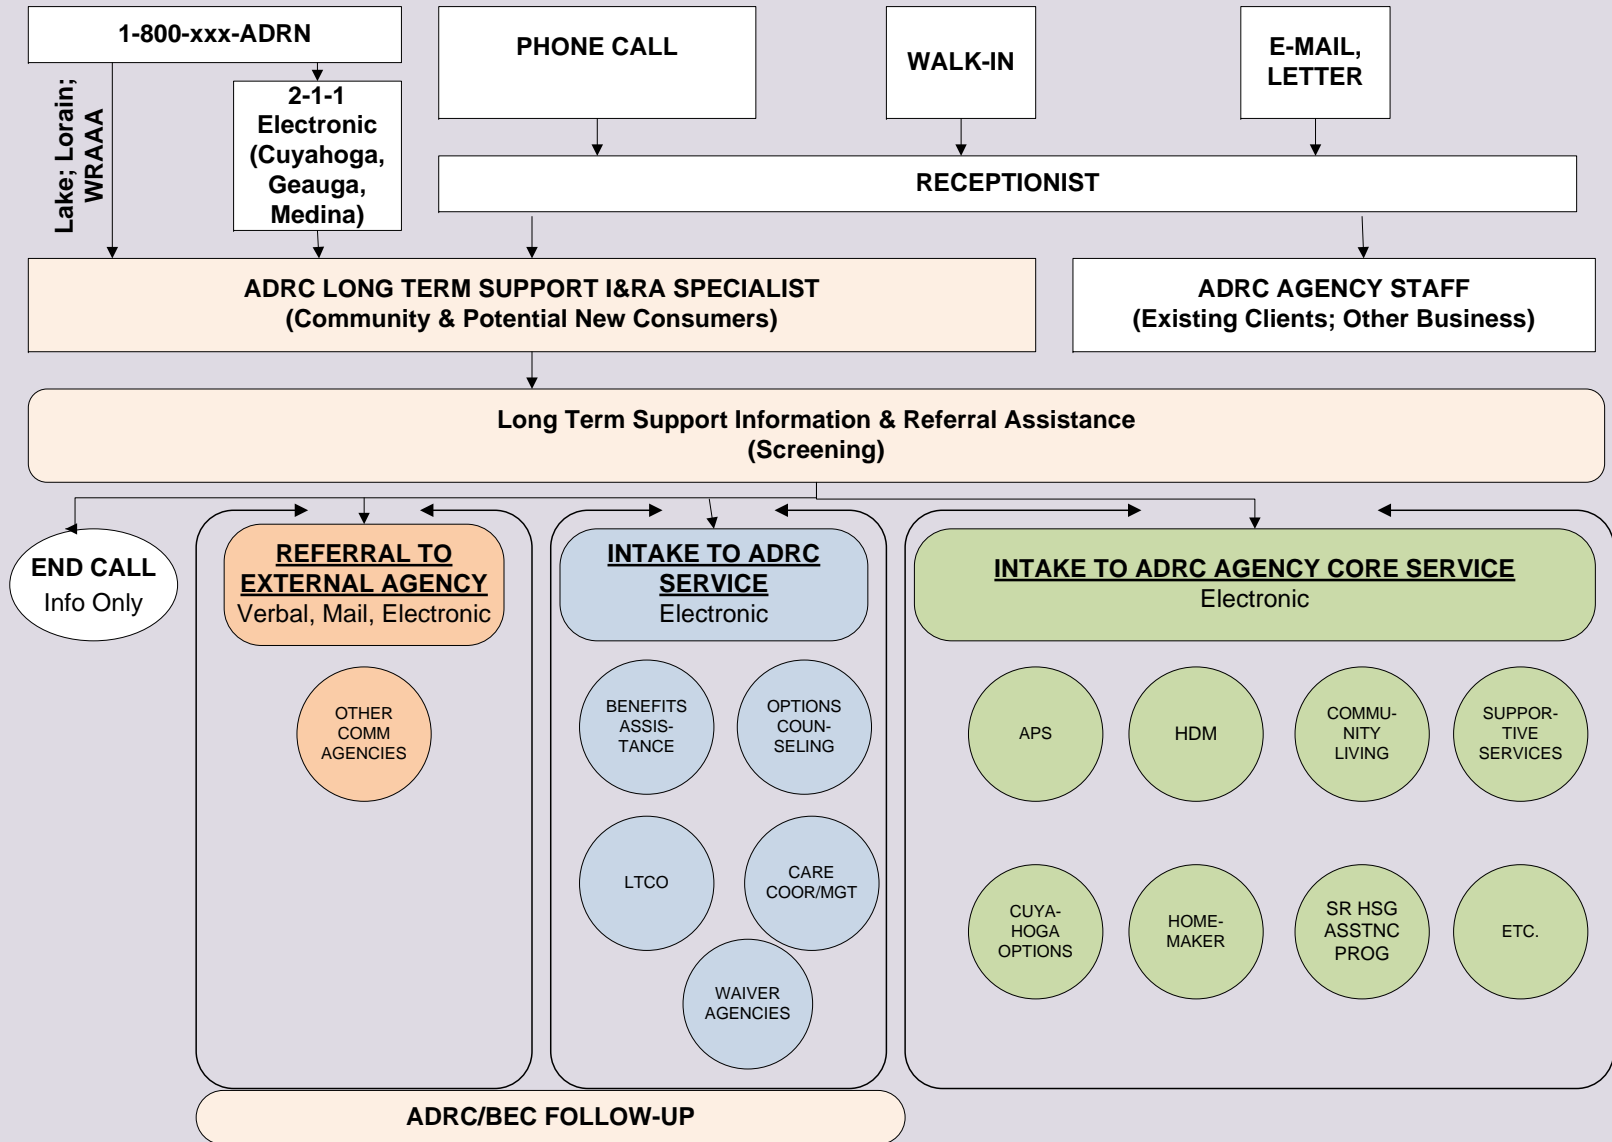 1-800-xxx-ADRN
PHONE CALL
WALK-IN
E-MAIL,
LETTER
Lake; Lorain;
WRAAA
2-1-1
Electronic
(Cuyahoga,
Geauga,
Medina)
RECEPTIONIST
ADRC LONG TERM SUPPORT I&RA SPECIALIST
(Community & Potential New Consumers)
ADRC AGENCY STAFF
(Existing Clients; Other Business)
Long Term Support Information & Referral Assistance
(Screening)
END CALL
Info Only
REFERRAL TO
EXTERNAL AGENCY
Verbal, Mail, Electronic
INTAKE TO ADRC
SERVICE
Electronic
INTAKE TO ADRC AGENCY CORE SERVICE
Electronic
OTHER
COMM
AGENCIES
BENEFITS
ASSIS-
TANCE
OPTIONS
COUN-
SELING
APS
HDM
COMMU-
NITY
LIVING
SUPPOR-
TIVE
SERVICES
LTCO
CARE
COOR/MGT
WAIVER
AGENCIES
CUYA-
HOGA
OPTIONS
HOME-
MAKER
SR HSG
ASSTNC
PROG
ETC.
ADRC/BEC FOLLOW-UP